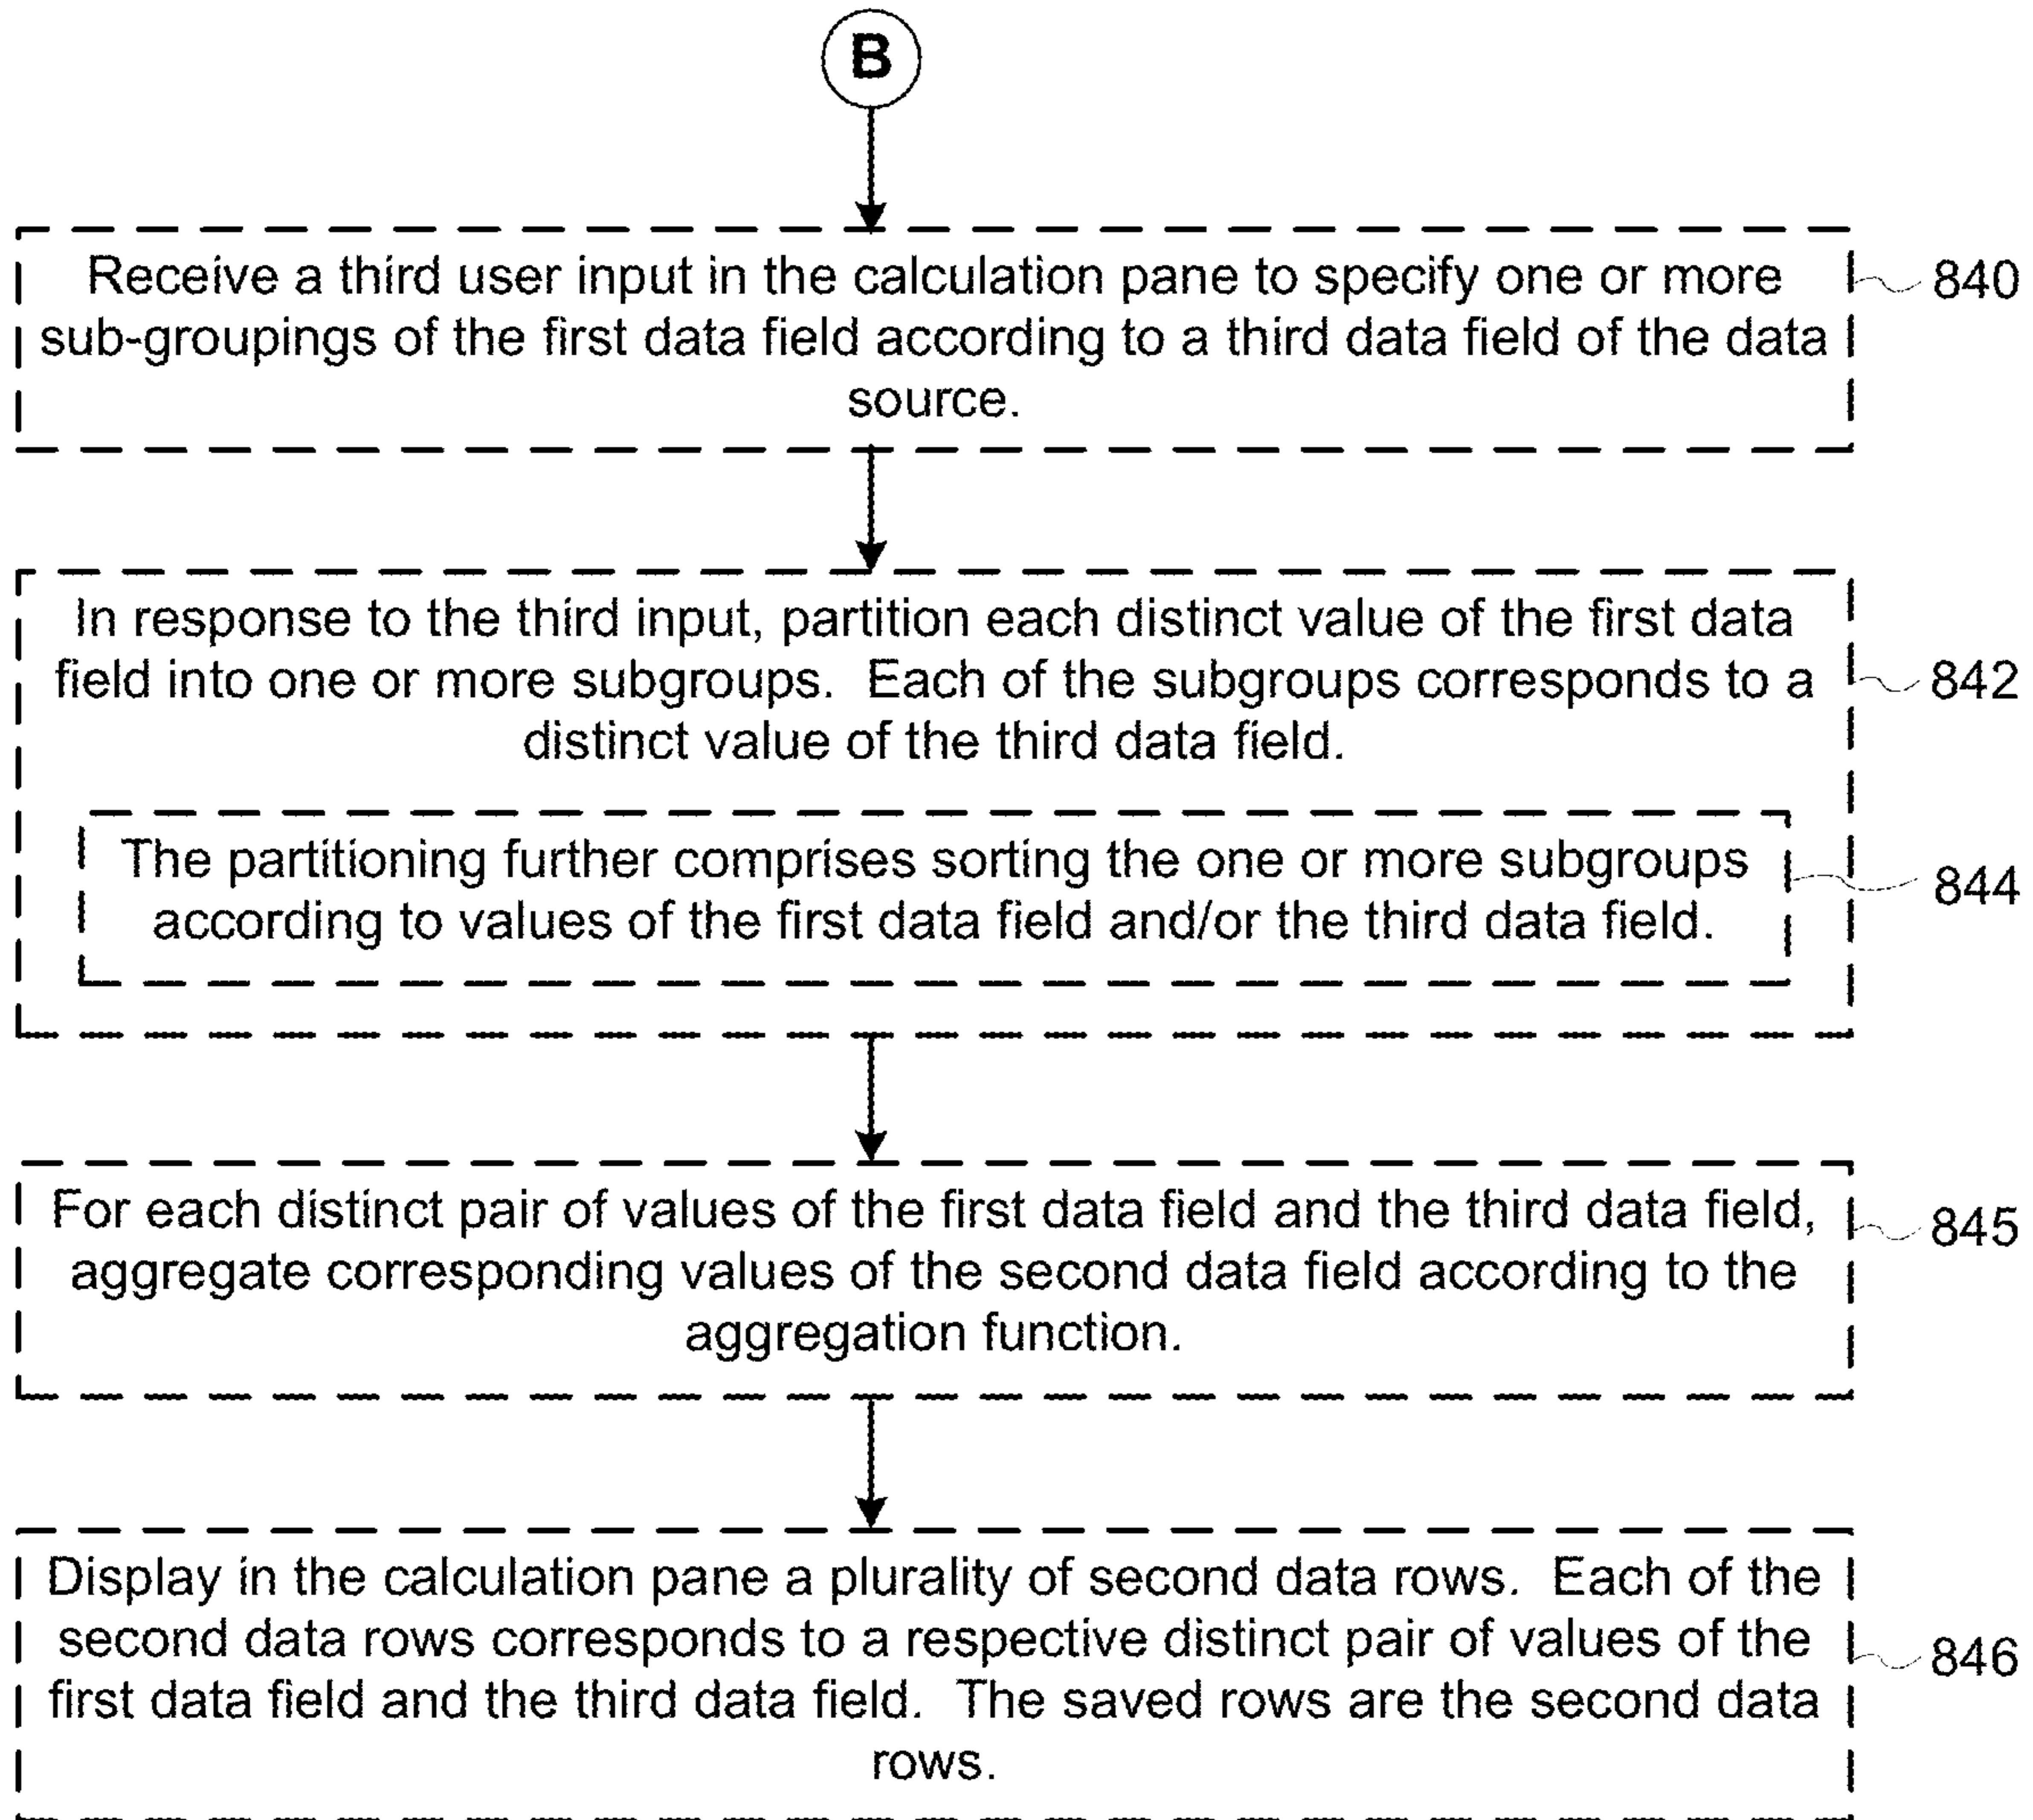 B
Receive a third user input in the calculation pane to specify one or more
sub-groupings of the first data field according to a third data field of the data
source.
840
In response to the third input, partition each distinct value of the first data
field into one or more subgroups.  Each of the subgroups corresponds to a
distinct value of the third data field.
842
The partitioning further comprises sorting the one or more subgroups
according to values of the first data field and/or the third data field.
844
For each distinct pair of values of the first data field and the third data field,
aggregate corresponding values of the second data field according to the
aggregation function.
845
Display in the calculation pane a plurality of second data rows.  Each of the
second data rows corresponds to a respective distinct pair of values of the
first data field and the third data field.  The saved rows are the second data
rows.
846